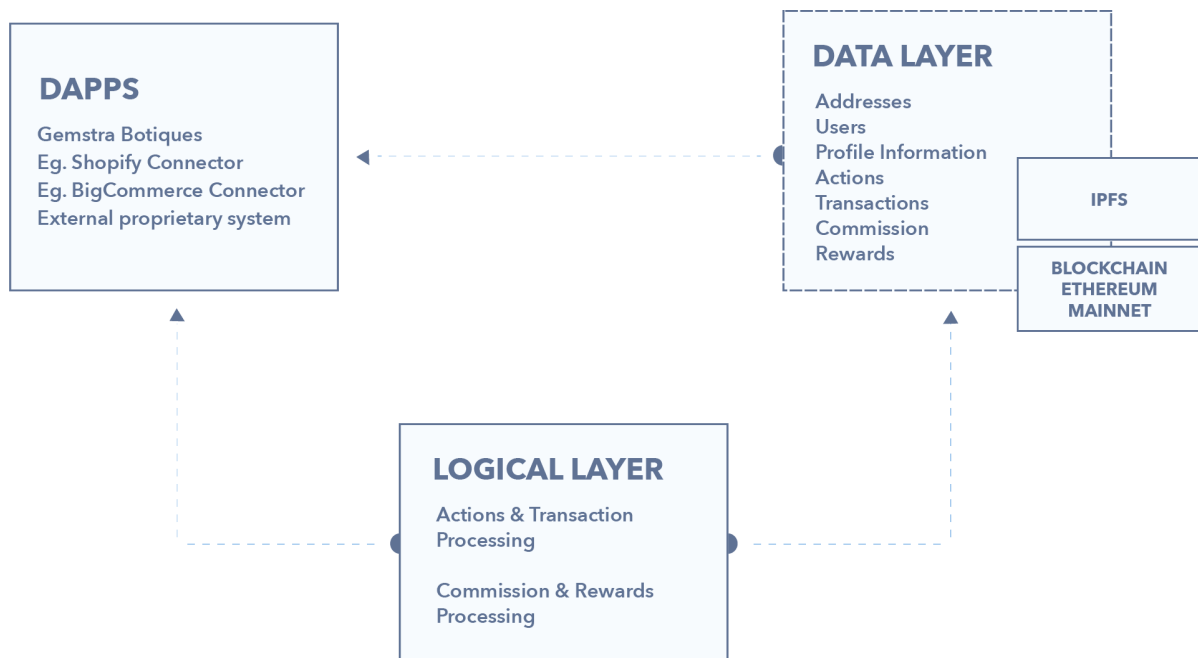 DAPPS
Gemstra Botiques
Eg. Shopify Connector
Eg. BigCommerce Connector
External proprietary system
DATA LAYER
Addresses
Users
Profile Information
Actions
Transactions
Commission
Rewards
IPFS
BLOCKCHAIN
ETHEREUM
MAINNET
LOGICAL LAYER
Actions & Transaction
Processing
Commission & Rewards
Processing